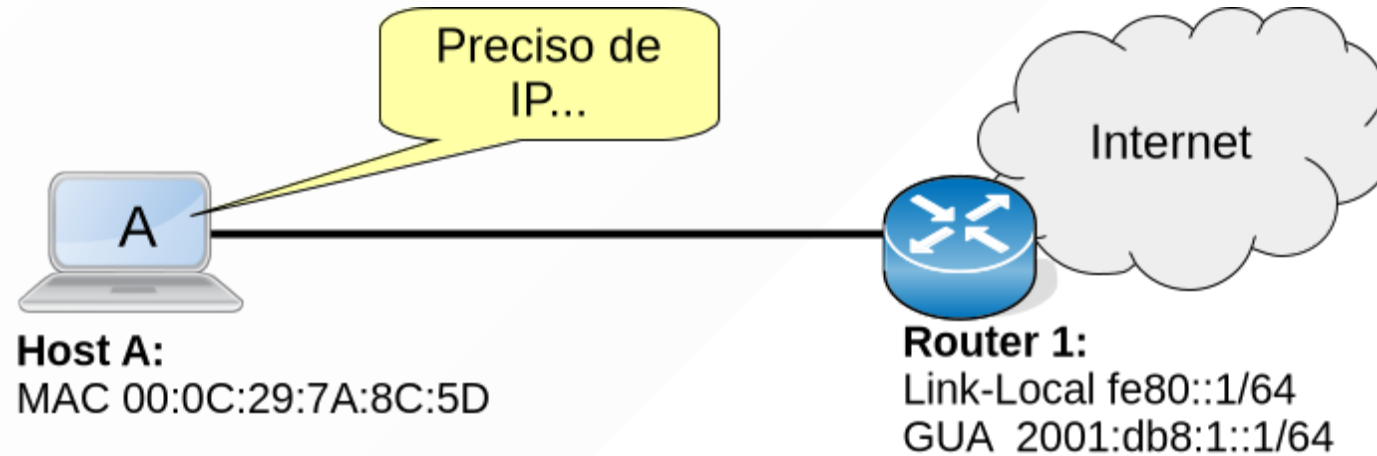 Preciso de
IP...
Internet
A
Host A:
MAC 00:0C:29:7A:8C:5D
Router 1:
Link-Local fe80::1/64
GUA 2001:db8:1::1/64